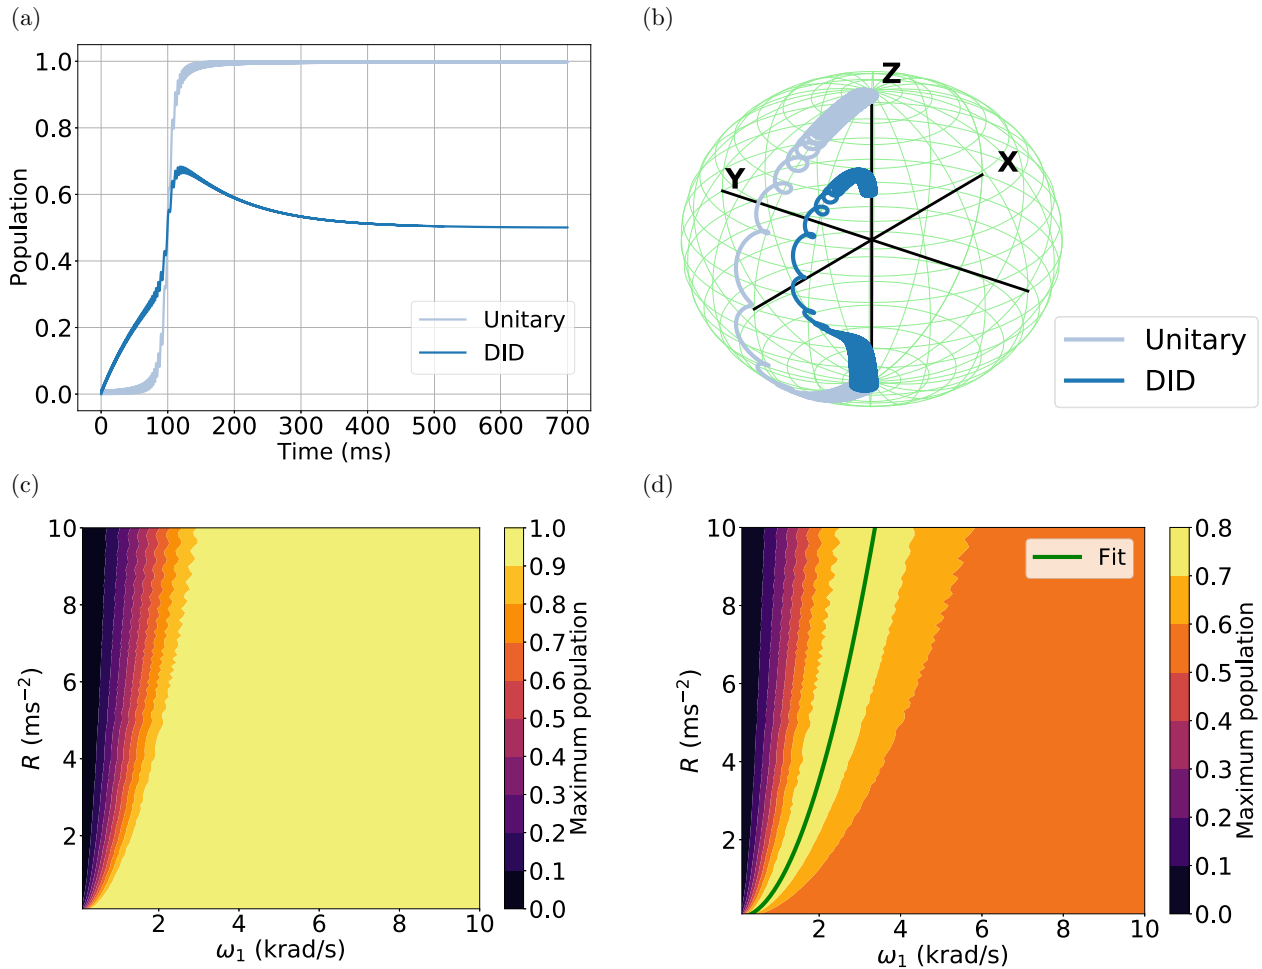 (a)
Population
1.0
0.8
0.6
0.4
0.2
0.0
Unitary
DID
0 100 200 300 400 500 600 700
Time (ms)
(b)
Z
X
Y
Unitary
DID
(c)
R (ms⁻²)
10
8
6
4
2
2 4 6 8 10
ω₁ (krad/s)
1.0
0.9
0.8
0.7
0.6
0.5
0.4
0.3
0.2
0.1
0.0
Maximum population
(d)
R (ms⁻²)
10
8
6
4
2
Fit
2 4 6 8 10
ω₁ (krad/s)
0.8
0.7
0.6
0.5
0.4
0.3
0.2
0.1
0.0
Maximum population